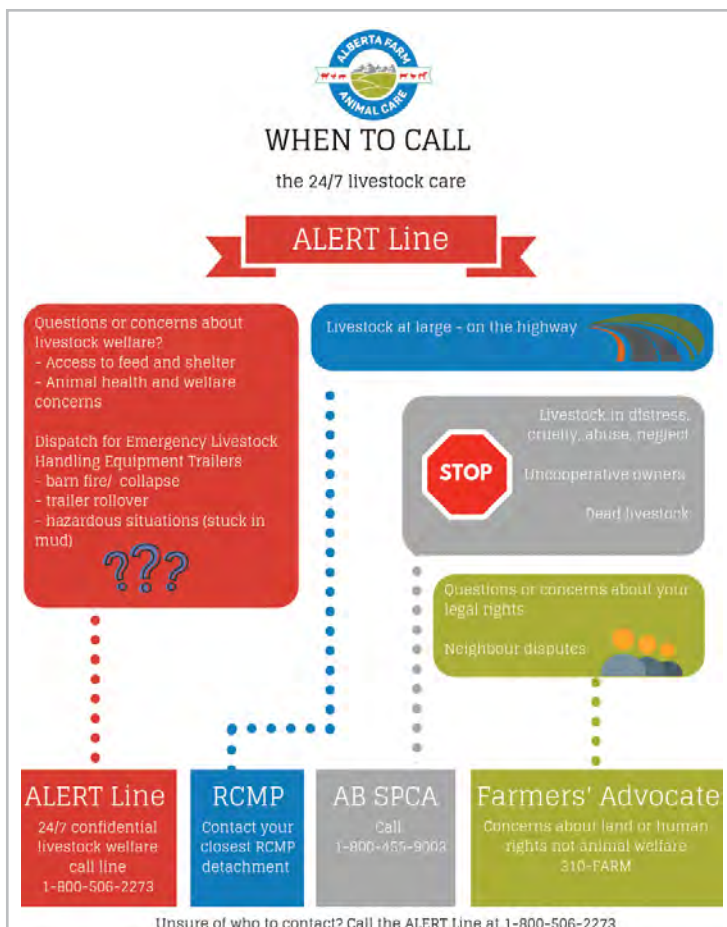 ALBERTA FARM
ANIMAL CARE
WHEN TO CALL
the 24/7 livestock care
ALERT Line
Questions or concerns about
livestock welfare?
- Access to feed and shelter
- Animal health and welfare
concerns
Dispatch for Emergency Livestock
Handling Equipment Trailers
- barn fire/ collapse
- trailer rollover
- hazardous situations (stuck in
mud)
???
Livestock at large - on the highway
STOP
Livestock in distress,
cruelty, abuse, neglect
Uncooperative owners
Dead livestock
Questions or concerns about your
legal rights
Neighbour disputes
ALERT Line
24/7 confidential
livestock welfare
call line
1-800-506-2273
RCMP
Contact your
closest RCMP
detachment
AB SPCA
Call
1-800-455-9003
Farmers' Advocate
Concerns about land or human
rights not animal welfare
310-FARM
Unsure of who to contact? Call the ALERT Line at 1-800-506-2273